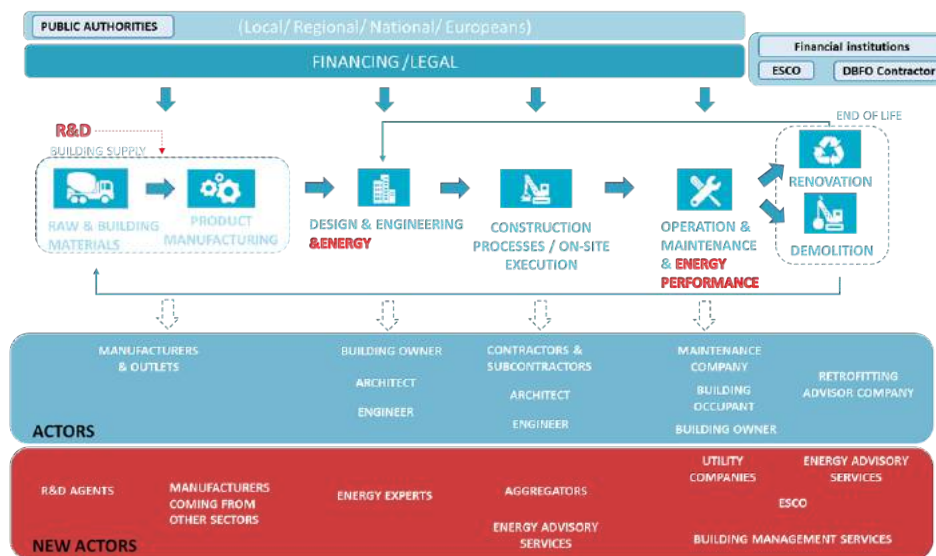 PUBLIC AUTHORITIES
(Local/ Regional/ National/ Europeans)
FINANCING /LEGAL
Financial institutions
ESCO
DBFO Contractor
R&D
BUILDING SUPPLY
END OF LIFE
RAW & BUILDING
MATERIALS
PRODUCT
MANUFACTURING
DESIGN & ENGINEERING
&ENERGY
CONSTRUCTION
PROCESSES / ON-SITE
EXECUTION
OPERATION &
MAINTENANCE
& ENERGY
PERFORMANCE
RENOVATION
DEMOLITION
MANUFACTURERS
& OUTLETS
BUILDING OWNER
ARCHITECT
ENGINEER
CONTRACTORS &
SUBCONTRACTORS
ARCHITECT
ENGINEER
MAINTENANCE
COMPANY
BUILDING
OCCUPANT
BUILDING OWNER
RETROFITTING
ADVISOR COMPANY
ACTORS
R&D AGENTS
MANUFACTURERS
COMING FROM
OTHER SECTORS
ENERGY EXPERTS
AGGREGATORS
ENERGY ADVISORY
SERVICES
UTILITY
COMPANIES
ENERGY ADVISORY
SERVICES
ESCO
BUILDING MANAGEMENT SERVICES
NEW ACTORS